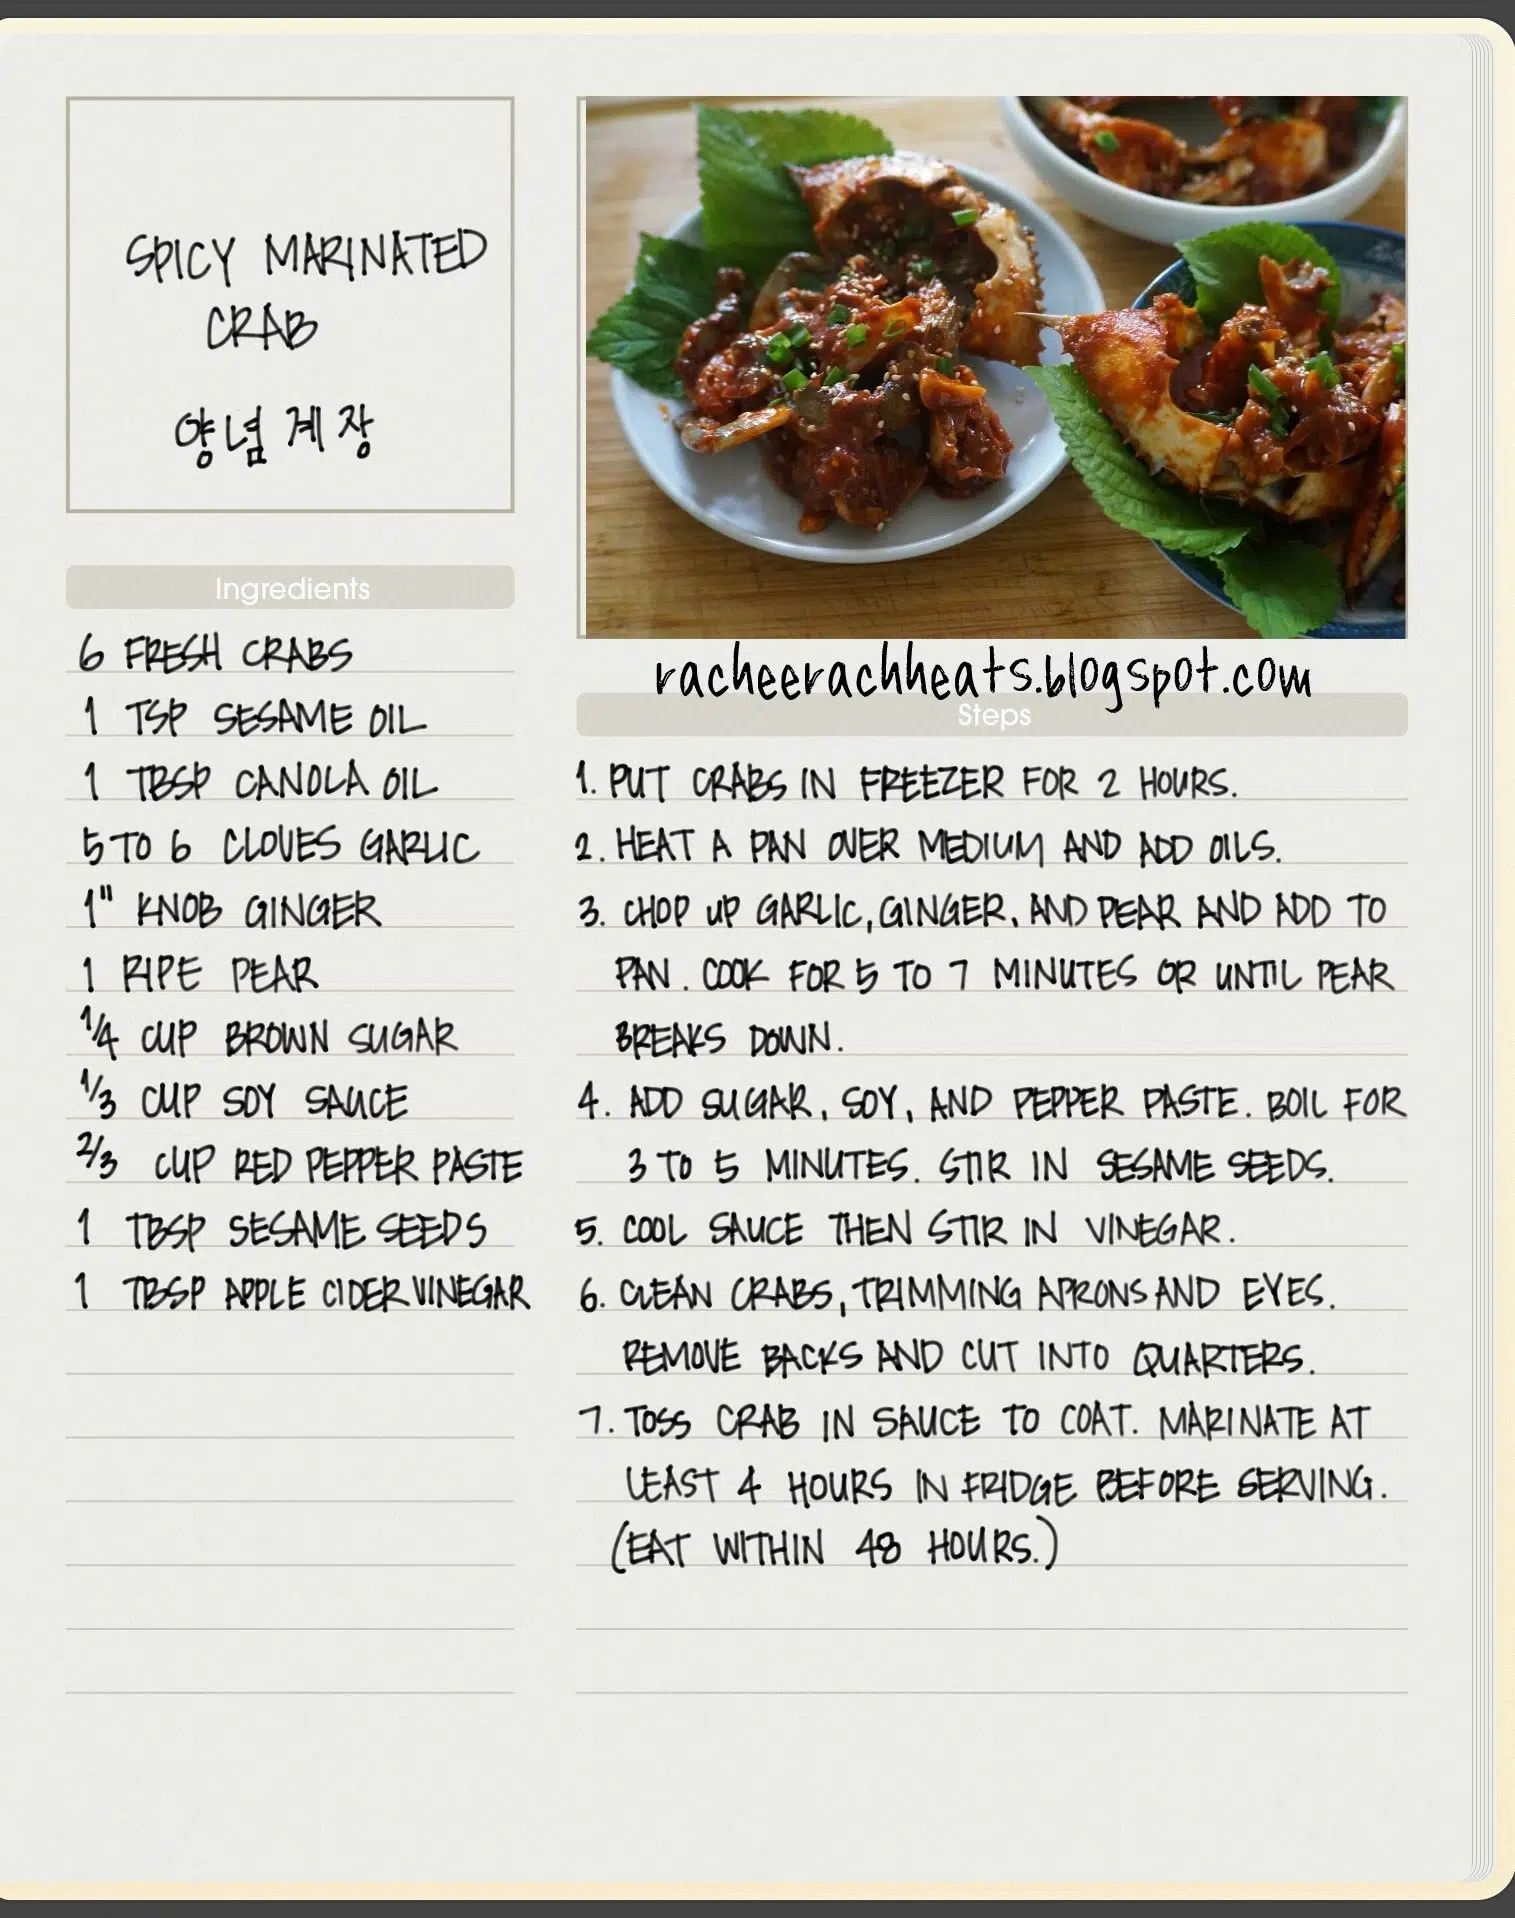 SPICY MARINATED
CRAB
양념게장
Ingredients
6 FRESH CRABS
1 TSP SESAME OIL
1 TBSP CANOLA OIL
5 TO 6 CLOVES GARLIC
1" KNOB GINGER
1 RIPE PEAR
1/4 CUP BROWN SUGAR
1/3 CUP SOY SAUCE
2/3 CUP RED PEPPER PASTE
1 TBSP SESAME SEEDS
1 TBSP APPLE CIDER VINEGAR
racheerachheats.blogspot.com
Steps
1. PUT CRABS IN FREEZER FOR 2 HOURS.
2. HEAT A PAN OVER MEDIUM AND ADD OILS.
3. CHOP UP GARLIC, GINGER, AND PEAR AND ADD TO
PAN. COOK FOR 5 TO 7 MINUTES OR UNTIL PEAR
BREAKS DOWN.
4. ADD SUGAR, SOY, AND PEPPER PASTE. BOIL FOR
3 TO 5 MINUTES. STIR IN SESAME SEEDS.
5. COOL SAUCE THEN STIR IN VINEGAR.
6. CLEAN CRABS, TRIMMING APRONS AND EYES.
REMOVE BACKS AND CUT INTO QUARTERS.
7. TOSS CRAB IN SAUCE TO COAT. MARINATE AT
LEAST 4 HOURS IN FRIDGE BEFORE SERVING.
(EAT WITHIN 48 HOURS.)